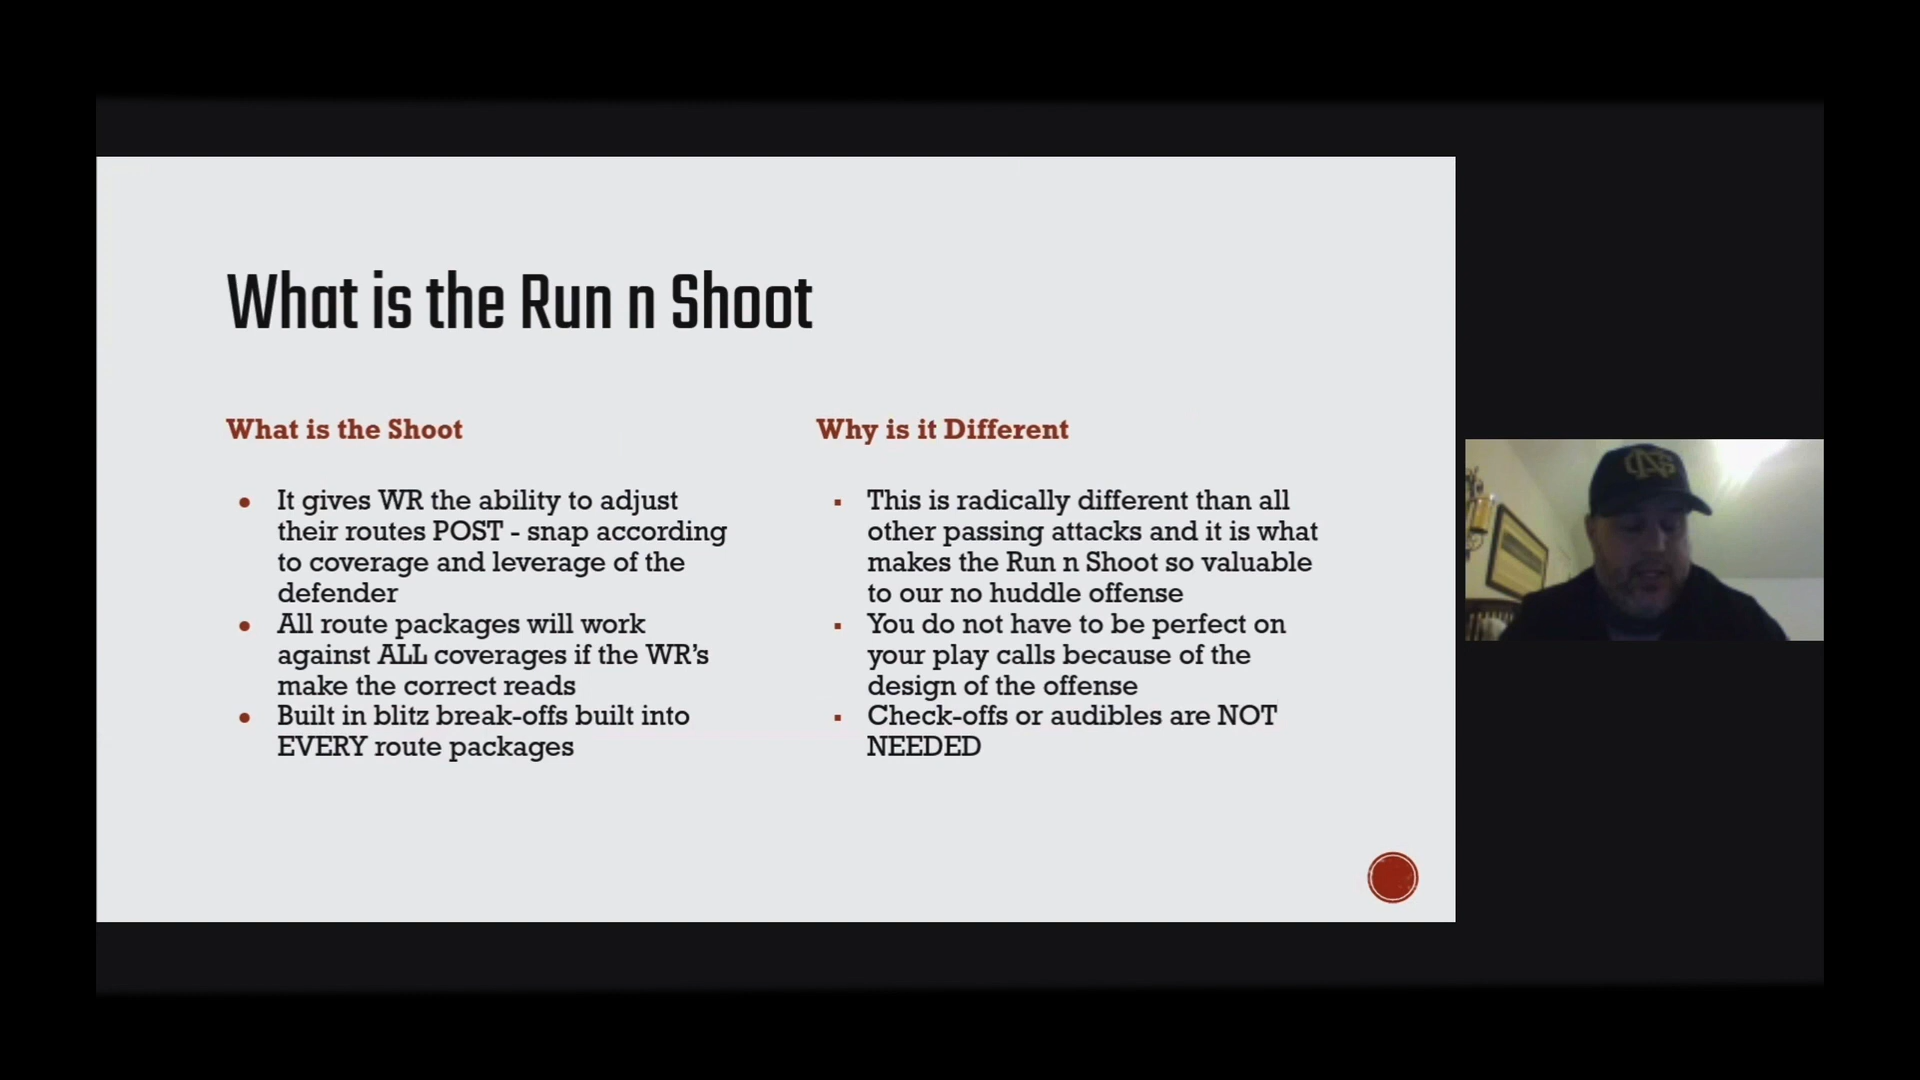 What is the Run n Shoot
What is the Shoot
It gives WR the ability to adjust
their routes POST - snap according
to coverage and leverage of the
defender
All route packages will work
against ALL coverages if the WR's
make the correct reads
Built in blitz break-offs built into
EVERY route packages
Why is it Different
This is radically different than all
other passing attacks and it is what
makes the Run n Shoot so valuable
to our no huddle offense
You do not have to be perfect on
your play calls because of the
design of the offense
Check-offs or audibles are NOT
NEEDED